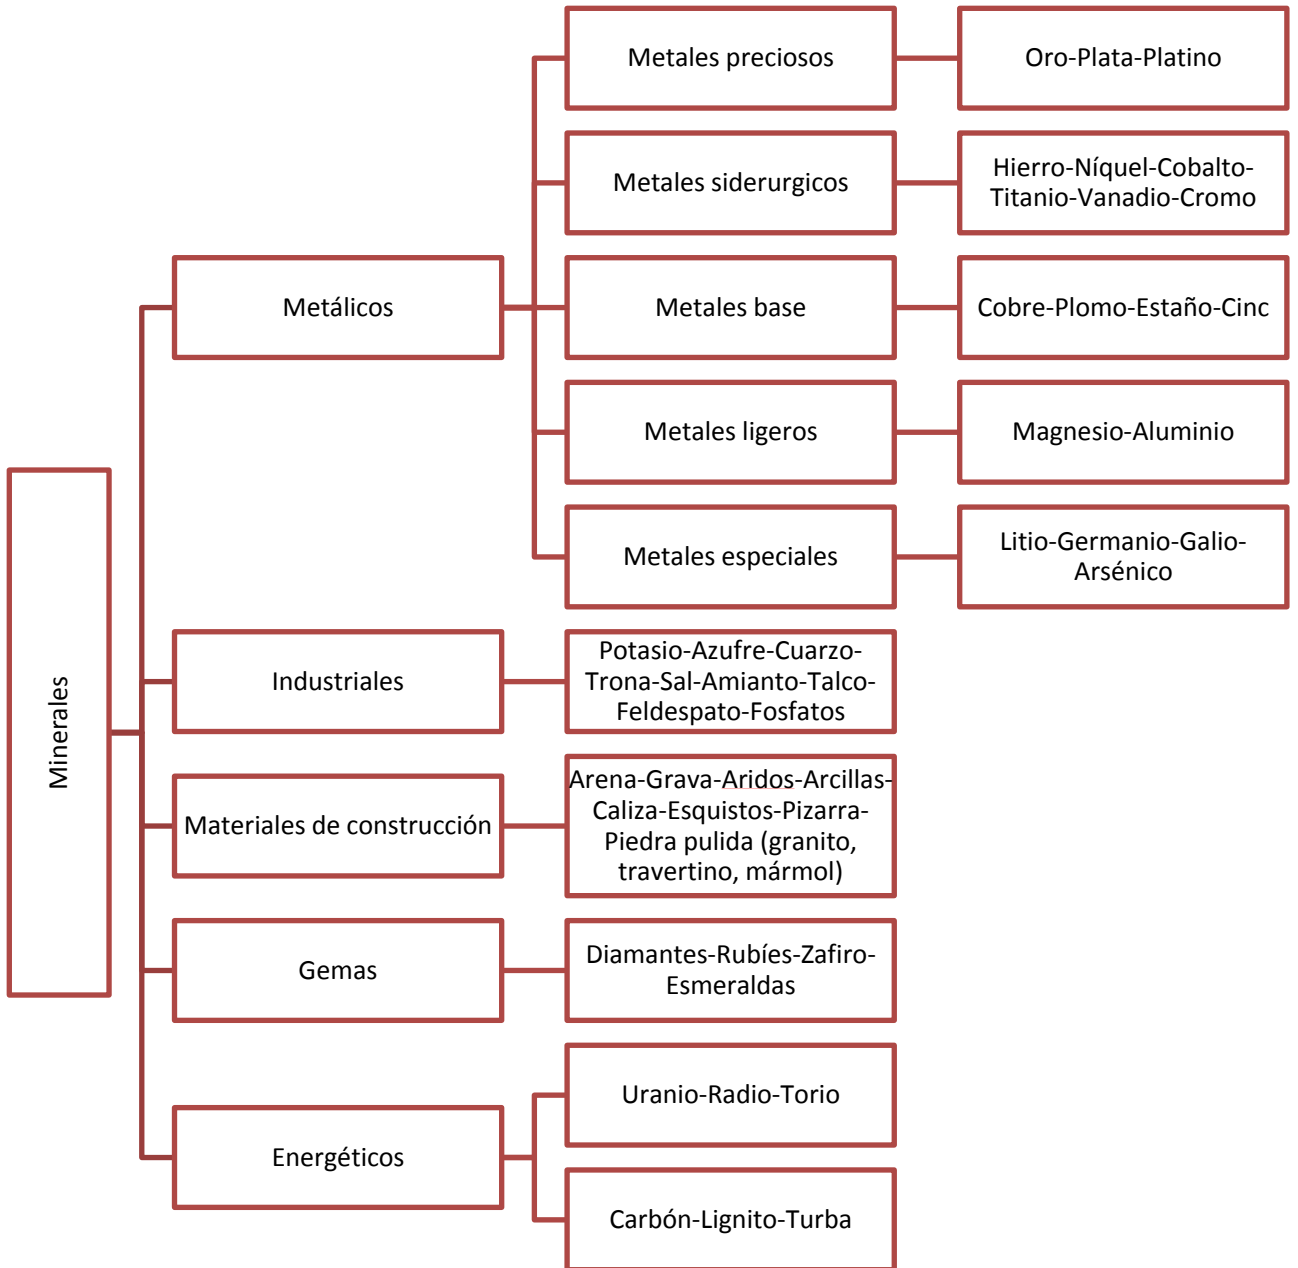 Minerales
Metálicos
Metales preciosos
Oro-Plata-Platino
Metales siderurgicos
Hierro-Níquel-Cobalto-
Titanio-Vanadio-Cromo
Metales base
Cobre-Plomo-Estaño-Cinc
Metales ligeros
Magnesio-Aluminio
Metales especiales
Litio-Germanio-Galio-
Arsénico
Industriales
Potasio-Azufre-Cuarzo-
Trona-Sal-Amianto-Talco-
Feldespato-Fosfatos
Materiales de construcción
Arena-Grava-Aridos-Arcillas-
Caliza-Esquistos-Pizarra-
Piedra pulida (granito,
travertino, mármol)
Gemas
Diamantes-Rubíes-Zafiro-
Esmeraldas
Energéticos
Uranio-Radio-Torio
Carbón-Lignito-Turba